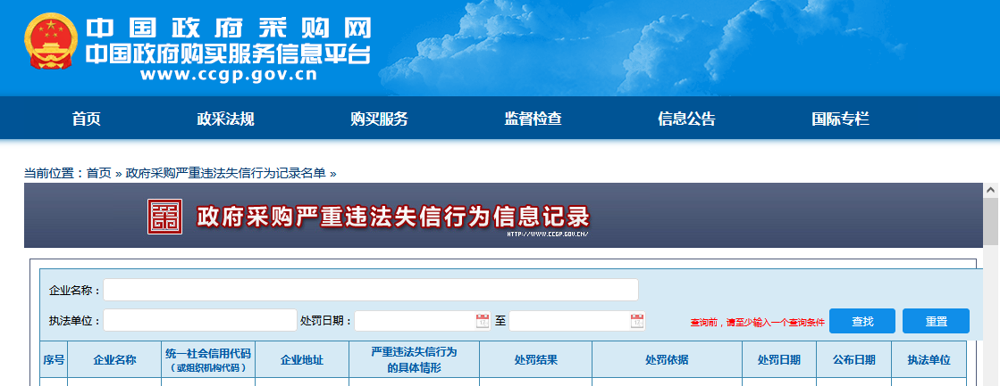 中国政府采购网
中国政府购买服务信息平台
www.ccgp.gov.cn
首页 政采法规 购买服务 监督检查 信息公告 国际专栏
当前位置：首页 » 政府采购严重违法失信行为记录名单 »
政府采购严重违法失信行为信息记录
HTTP://WWW.CCGP.GOV.CN/
企业名称：
执法单位： 处罚日期： 至 查询前，请至少输入一个查询条件 查找 重置
序号 企业名称 统一社会信用代码 企业地址 严重违法失信行为 处罚结果 处罚依据 处罚日期 公布日期 执法单位
（或组织机构代码） 的具体情形